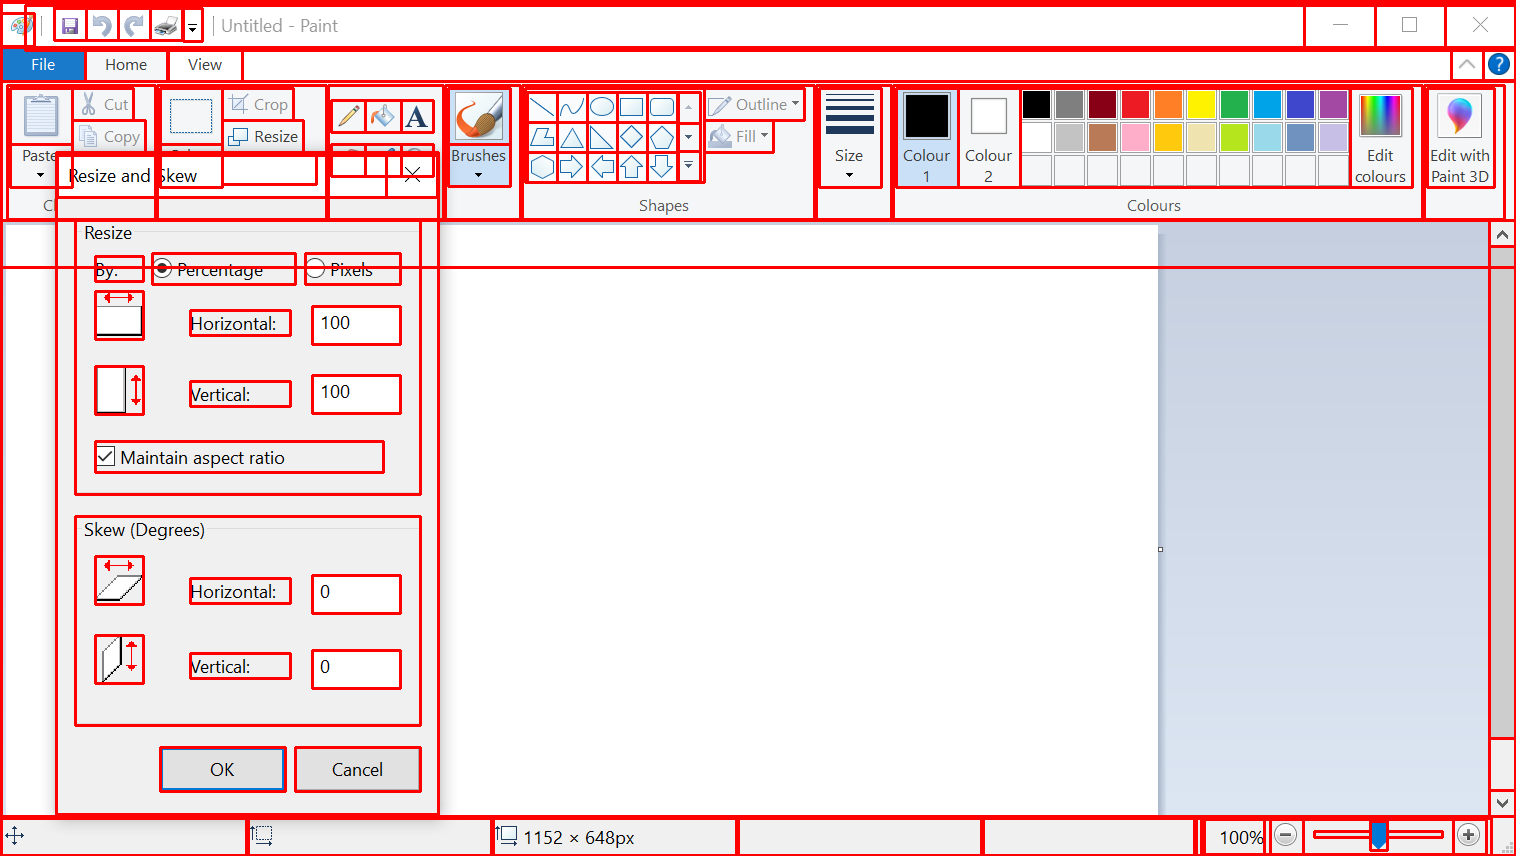 Untitled - Paint
File
Home
View
Cut
Copy
Paste
Crop
Resize
A
Brushes
Outline
Fill
Shapes
Size
Colour
1
Colour
2
Edit
colours
Colours
Edit with
Paint 3D
?
Resize and Skew
Resize
By:
Percentage
Pixels
Horizontal:
100
Vertical:
100
Maintain aspect ratio
Skew (Degrees)
Horizontal:
0
Vertical:
0
OK
Cancel
1152 × 648px
100%